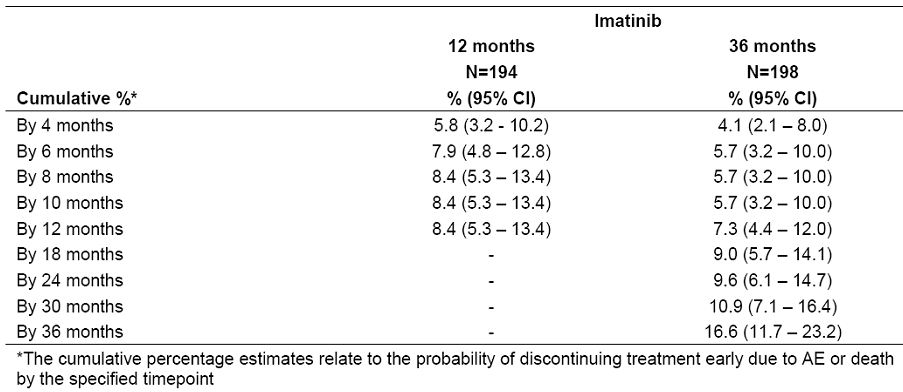 Imatinib
12 months 36 months
N=194 N=198
Cumulative %* % (95% CI) % (95% CI)
By 4 months 5.8 (3.2 - 10.2) 4.1 (2.1 – 8.0)
By 6 months 7.9 (4.8 – 12.8) 5.7 (3.2 – 10.0)
By 8 months 8.4 (5.3 – 13.4) 5.7 (3.2 – 10.0)
By 10 months 8.4 (5.3 – 13.4) 5.7 (3.2 – 10.0)
By 12 months 8.4 (5.3 – 13.4) 7.3 (4.4 – 12.0)
By 18 months - 9.0 (5.7 – 14.1)
By 24 months - 9.6 (6.1 – 14.7)
By 30 months - 10.9 (7.1 – 16.4)
By 36 months - 16.6 (11.7 – 23.2)
*The cumulative percentage estimates relate to the probability of discontinuing treatment early due to AE or death
by the specified timepoint